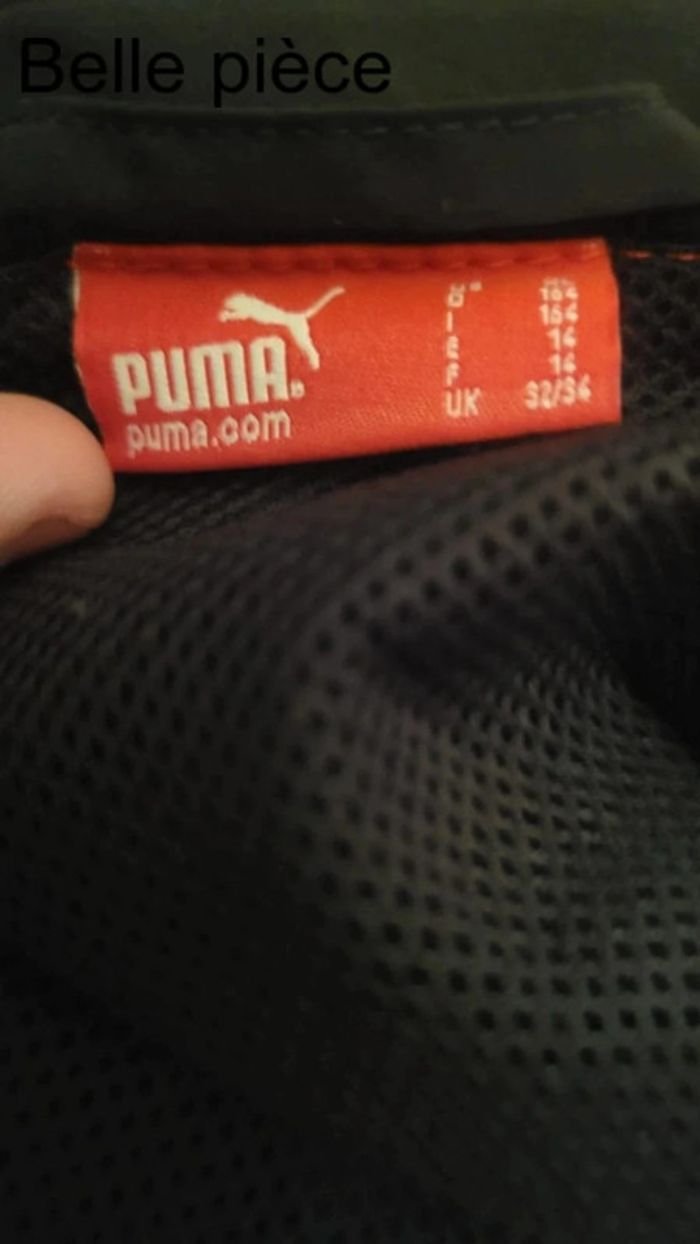 Belle pièce
PUMA
puma.com
D 164
I 164
E 14
F 14
UK 32/34